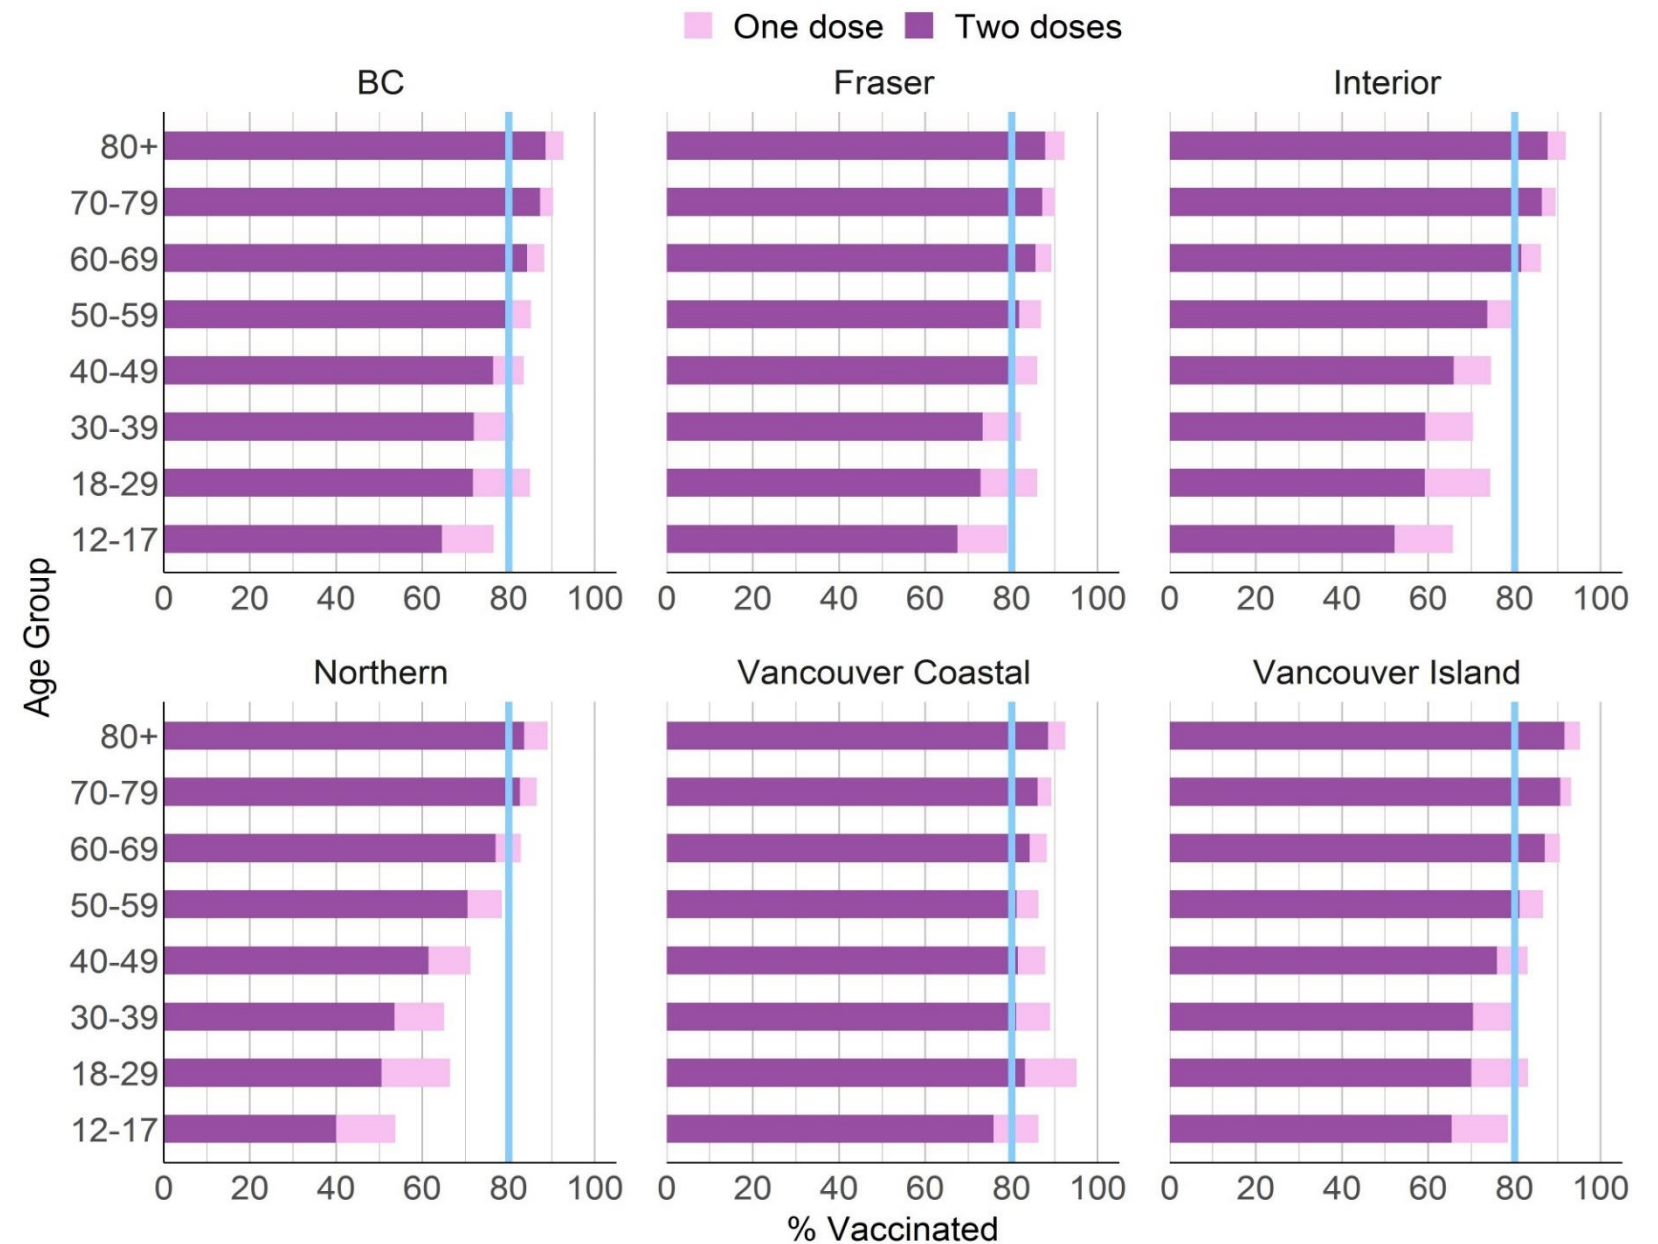 One dose Two doses
BC Fraser Interior
80+
70-79
60-69
50-59
40-49
30-39
18-29
12-17
0 20 40 60 80 100 0 20 40 60 80 100 0 20 40 60 80 100
Age Group
Northern Vancouver Coastal Vancouver Island
80+
70-79
60-69
50-59
40-49
30-39
18-29
12-17
0 20 40 60 80 100 0 20 40 60 80 100 0 20 40 60 80 100
% Vaccinated